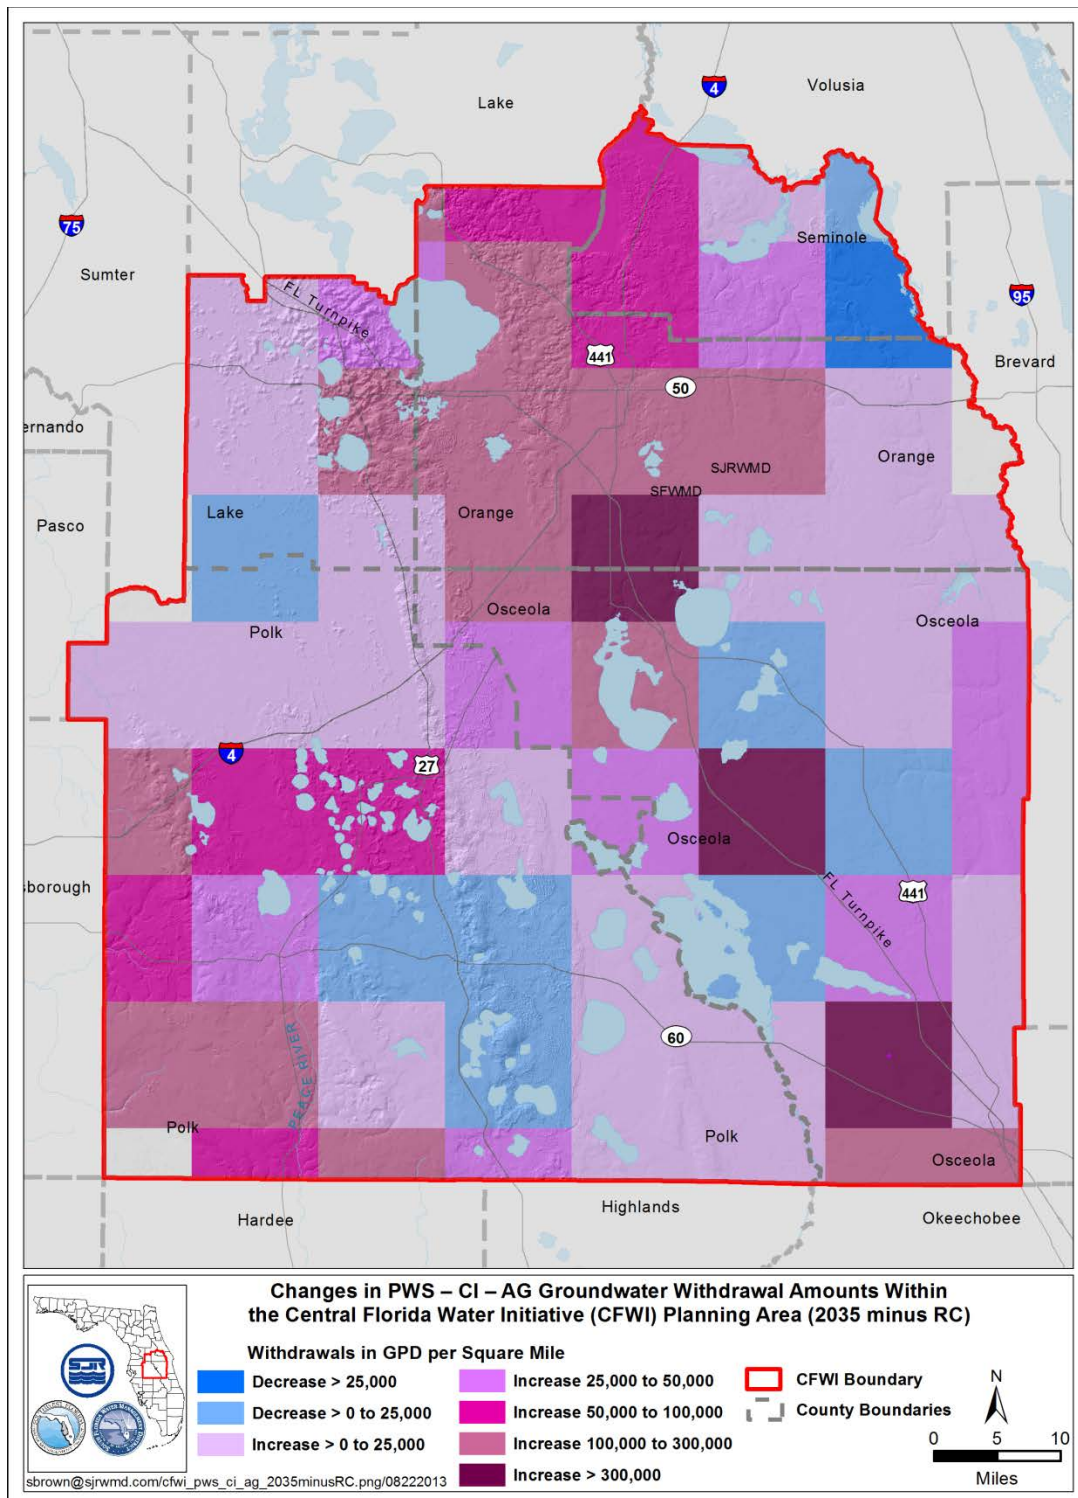 Lake
4
Volusia
75
Seminole
Sumter
FL Turnpike
95
441
Brevard
50
ernando
Orange
SJRWMD
SFWMD
Lake
Orange
Pasco
Osceola
Osceola
Polk
4
27
Osceola
sborough
FL Turnpike
441
PEACE RIVER
60
Polk
Polk
Osceola
Highlands
Hardee
Okeechobee
Changes in PWS – CI – AG Groundwater Withdrawal Amounts Within
the Central Florida Water Initiative (CFWI) Planning Area (2035 minus RC)
Withdrawals in GPD per Square Mile
Decrease > 25,000
Decrease > 0 to 25,000
Increase > 0 to 25,000
Increase 25,000 to 50,000
Increase 50,000 to 100,000
Increase 100,000 to 300,000
Increase > 300,000
CFWI Boundary
County Boundaries
N
0 5 10
Miles
SJR
sbrown@sjrwmd.com/cfwi_pws_ci_ag_2035minusRC.png/08222013